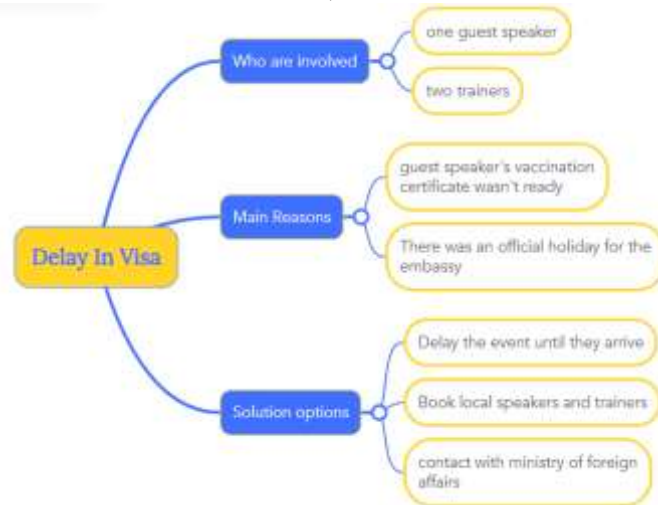 Delay In Visa
Who are involved
one guest speaker
two trainers
Main Reasons
guest speaker's vaccination
certificate wasn't ready
There was an official holiday for the
embassy
Solution options
Delay the event until they arrive
Book local speakers and trainers
contact with ministry of foreign
affairs